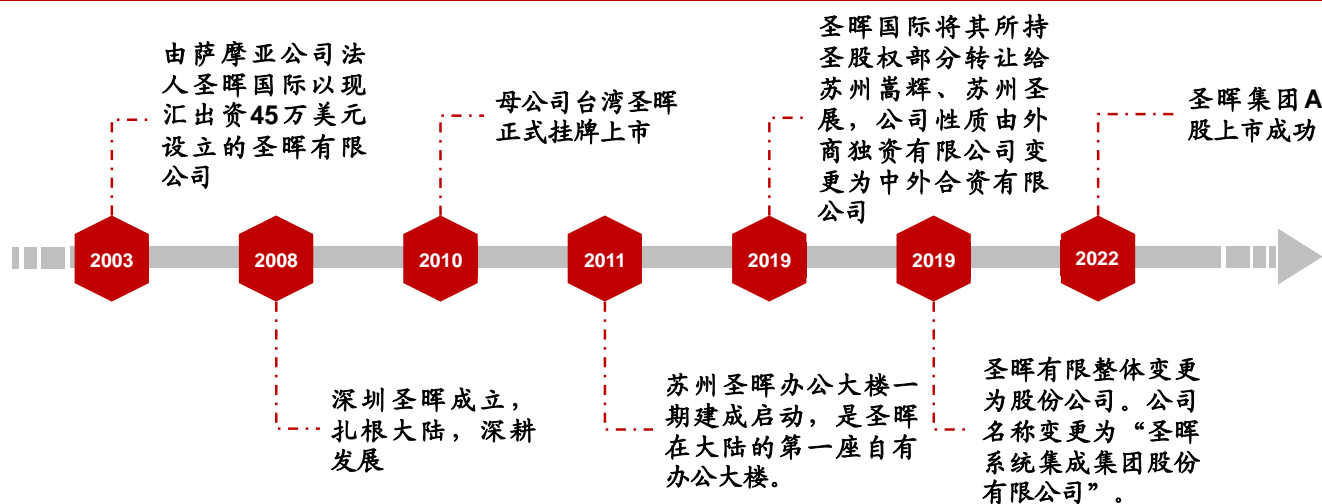 由萨摩亚公司法
人圣晖国际以现
汇出资45万美元
设立的圣晖有限
公司
母公司台湾圣晖
正式挂牌上市
圣晖国际将其所持
圣股权部分转让给
苏州嵩辉、苏州圣
展，公司性质由外
商独资有限公司变
更为中外合资有限
公司
圣晖集团A
股上市成功
2003
2008
2010
2011
2019
2019
2022
深圳圣晖成立，
扎根大陆，深耕
发展
苏州圣晖办公大楼一
期建成启动，是圣晖
在大陆的第一座自有
办公大楼。
圣晖有限整体变更
为股份公司。公司
名称变更为“圣晖
系统集成集团股份
有限公司”。